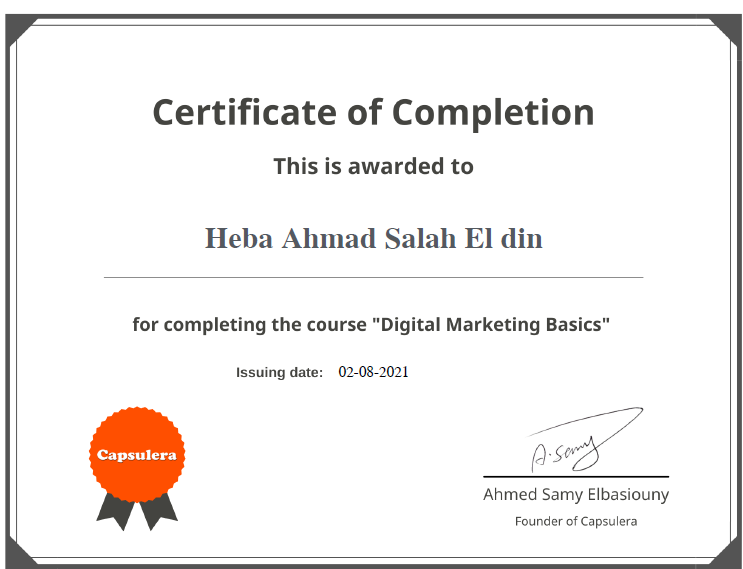 Certificate of Completion
This is awarded to
Heba Ahmad Salah El din
for completing the course "Digital Marketing Basics"
Issuing date: 02-08-2021
Capsulera
A.Samy
Ahmed Samy Elbasiouny
Founder of Capsulera